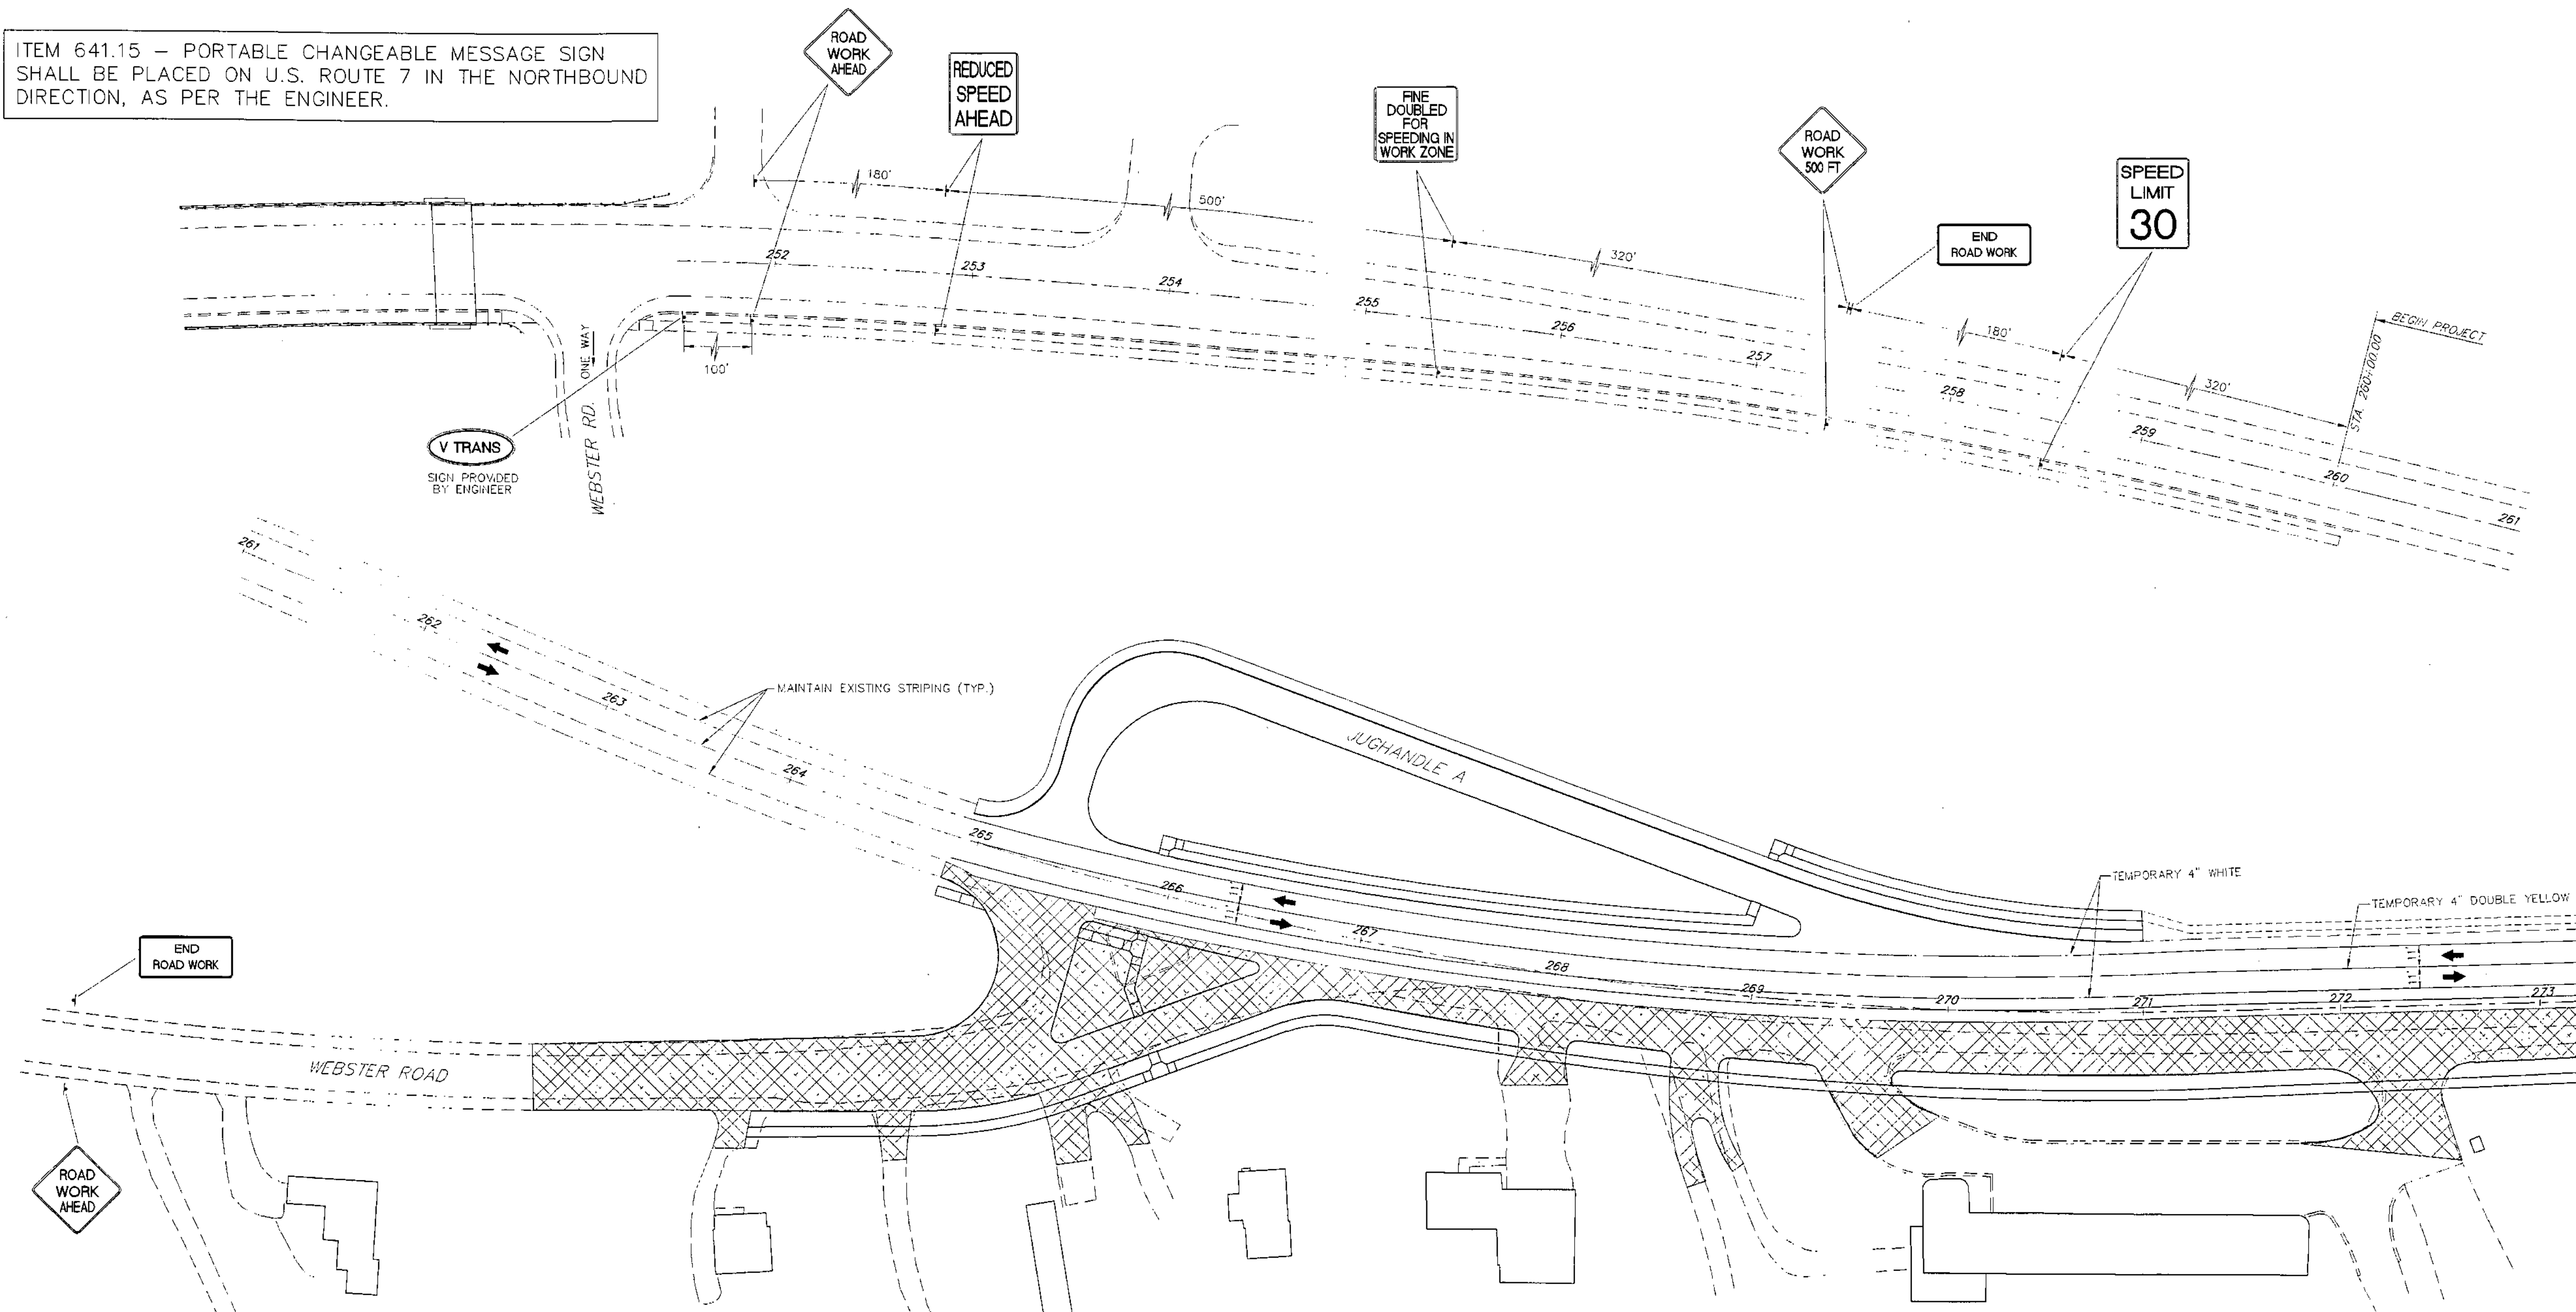 ITEM 641.15 – PORTABLE CHANGEABLE MESSAGE SIGN
SHALL BE PLACED ON U.S. ROUTE 7 IN THE NORTHBOUND
DIRECTION, AS PER THE ENGINEER.
ROAD
WORK
AHEAD
REDUCED
SPEED
AHEAD
FINE
DOUBLED
FOR
SPEEDING IN
WORK ZONE
ROAD
WORK
500 FT
END
ROAD WORK
SPEED
LIMIT
30
180'
500'
320'
180'
320'
BEGIN PROJECT
STA. 260+00.00
252
253
254
255
256
257
258
259
260
261
100'
ONE WAY
WEBSTER RD.
V TRANS
SIGN PROVIDED
BY ENGINEER
261
262
263
264
265
266
267
268
269
270
271
272
273
MAINTAIN EXISTING STRIPING (TYP.)
JUGHANDLE A
11'
11'
TEMPORARY 4" WHITE
TEMPORARY 4" DOUBLE YELLOW
11'
11'
END
ROAD WORK
WEBSTER ROAD
ROAD
WORK
AHEAD